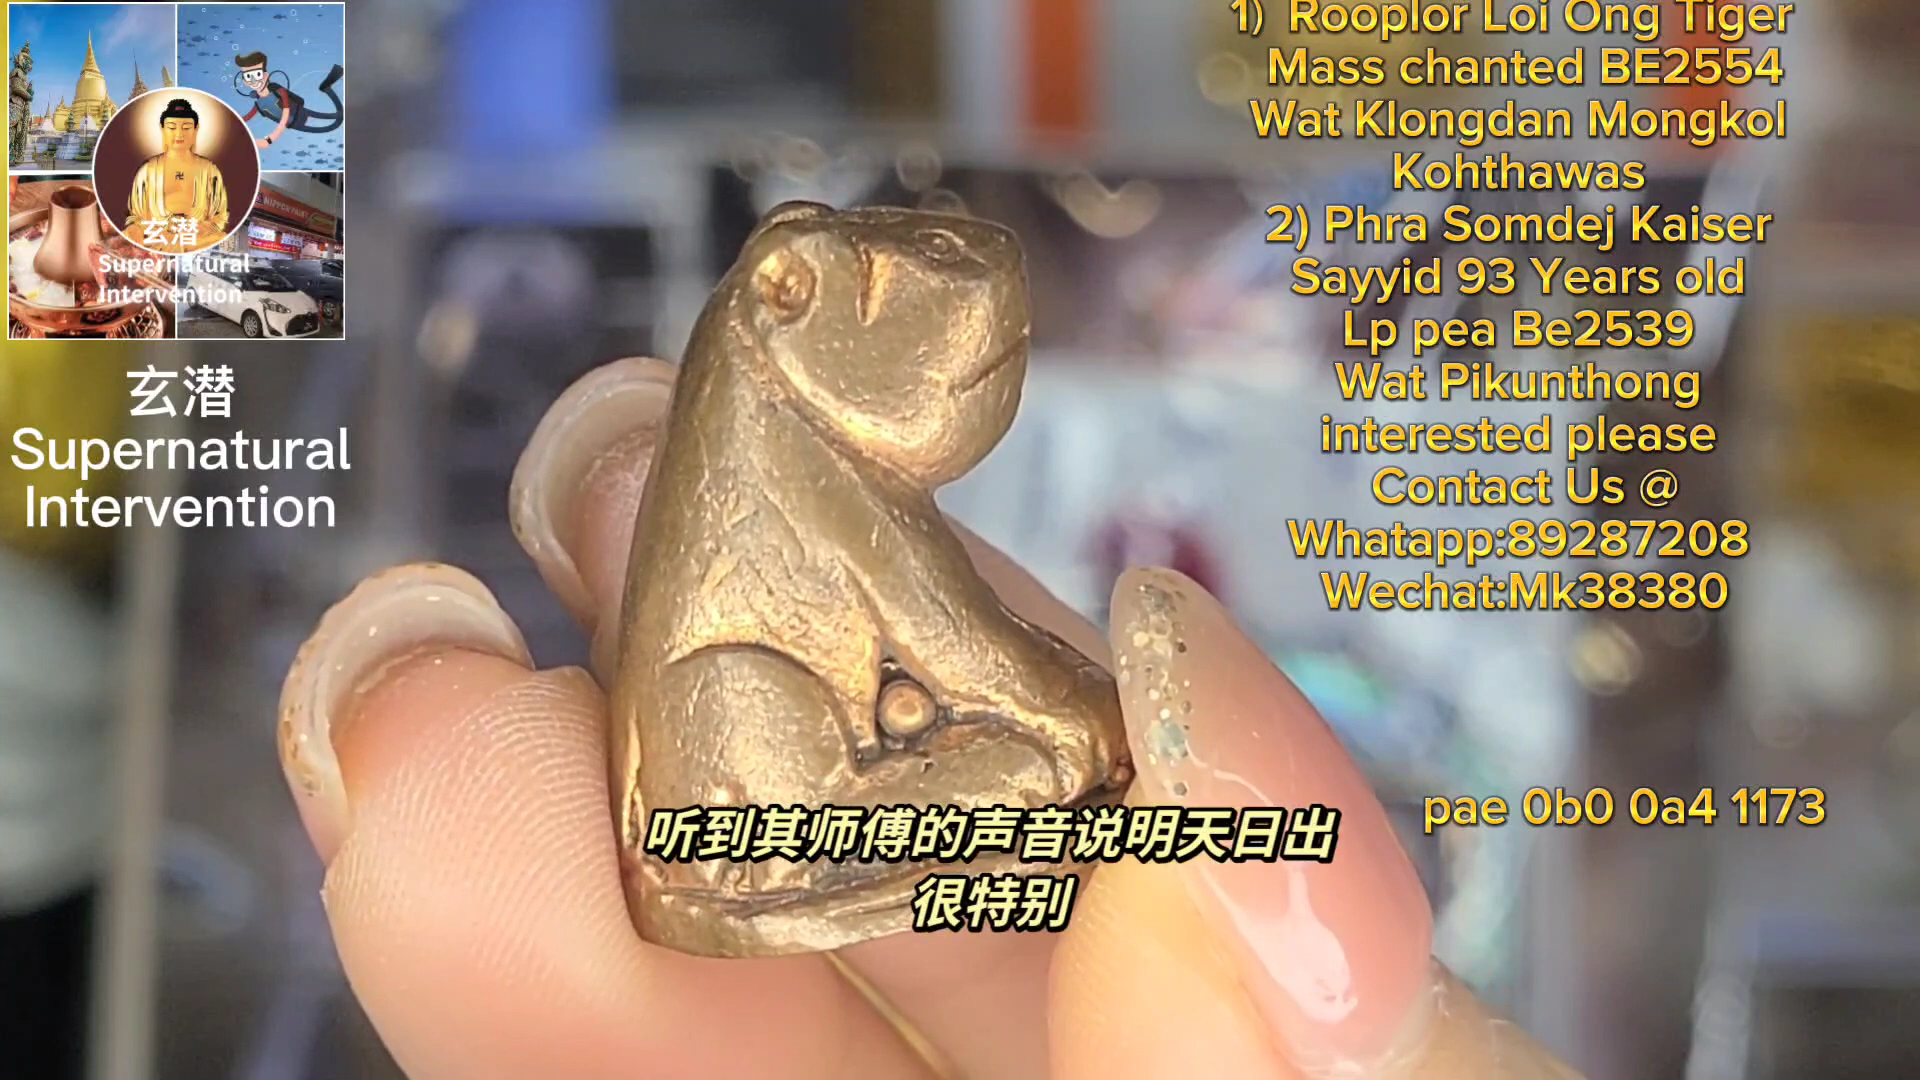 玄潜
Supernatural
Intervention
NIPPON PAINT
玄潜
Supernatural
Intervention
1) Rooplor Loi Ong Tiger
Mass chanted BE2554
Wat Klongdan Mongkol
Kohthawas
2) Phra Somdej Kaiser
Sayyid 93 Years old
Lp pea Be2539
Wat Pikunthong
interested please
Contact Us @
Whatapp:89287208
Wechat:Mk38380
pae 0b0 0a4 1173
听到其师傅的声音说明天日出
很特别